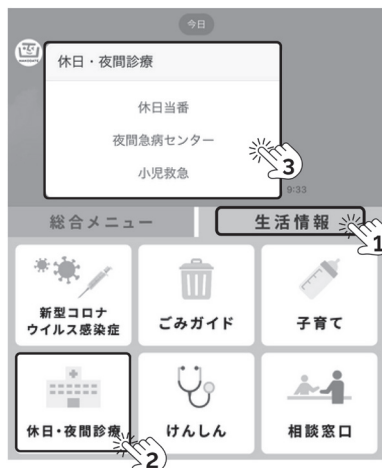 今日
休日・夜間診療
休日当番
夜間急病センター
小児救急
3
9:33
総合メニュー
生活情報
1
新型コロナ
ウイルス感染症
ごみガイド
子育て
休日・夜間診療
けんしん
相談窓口
2